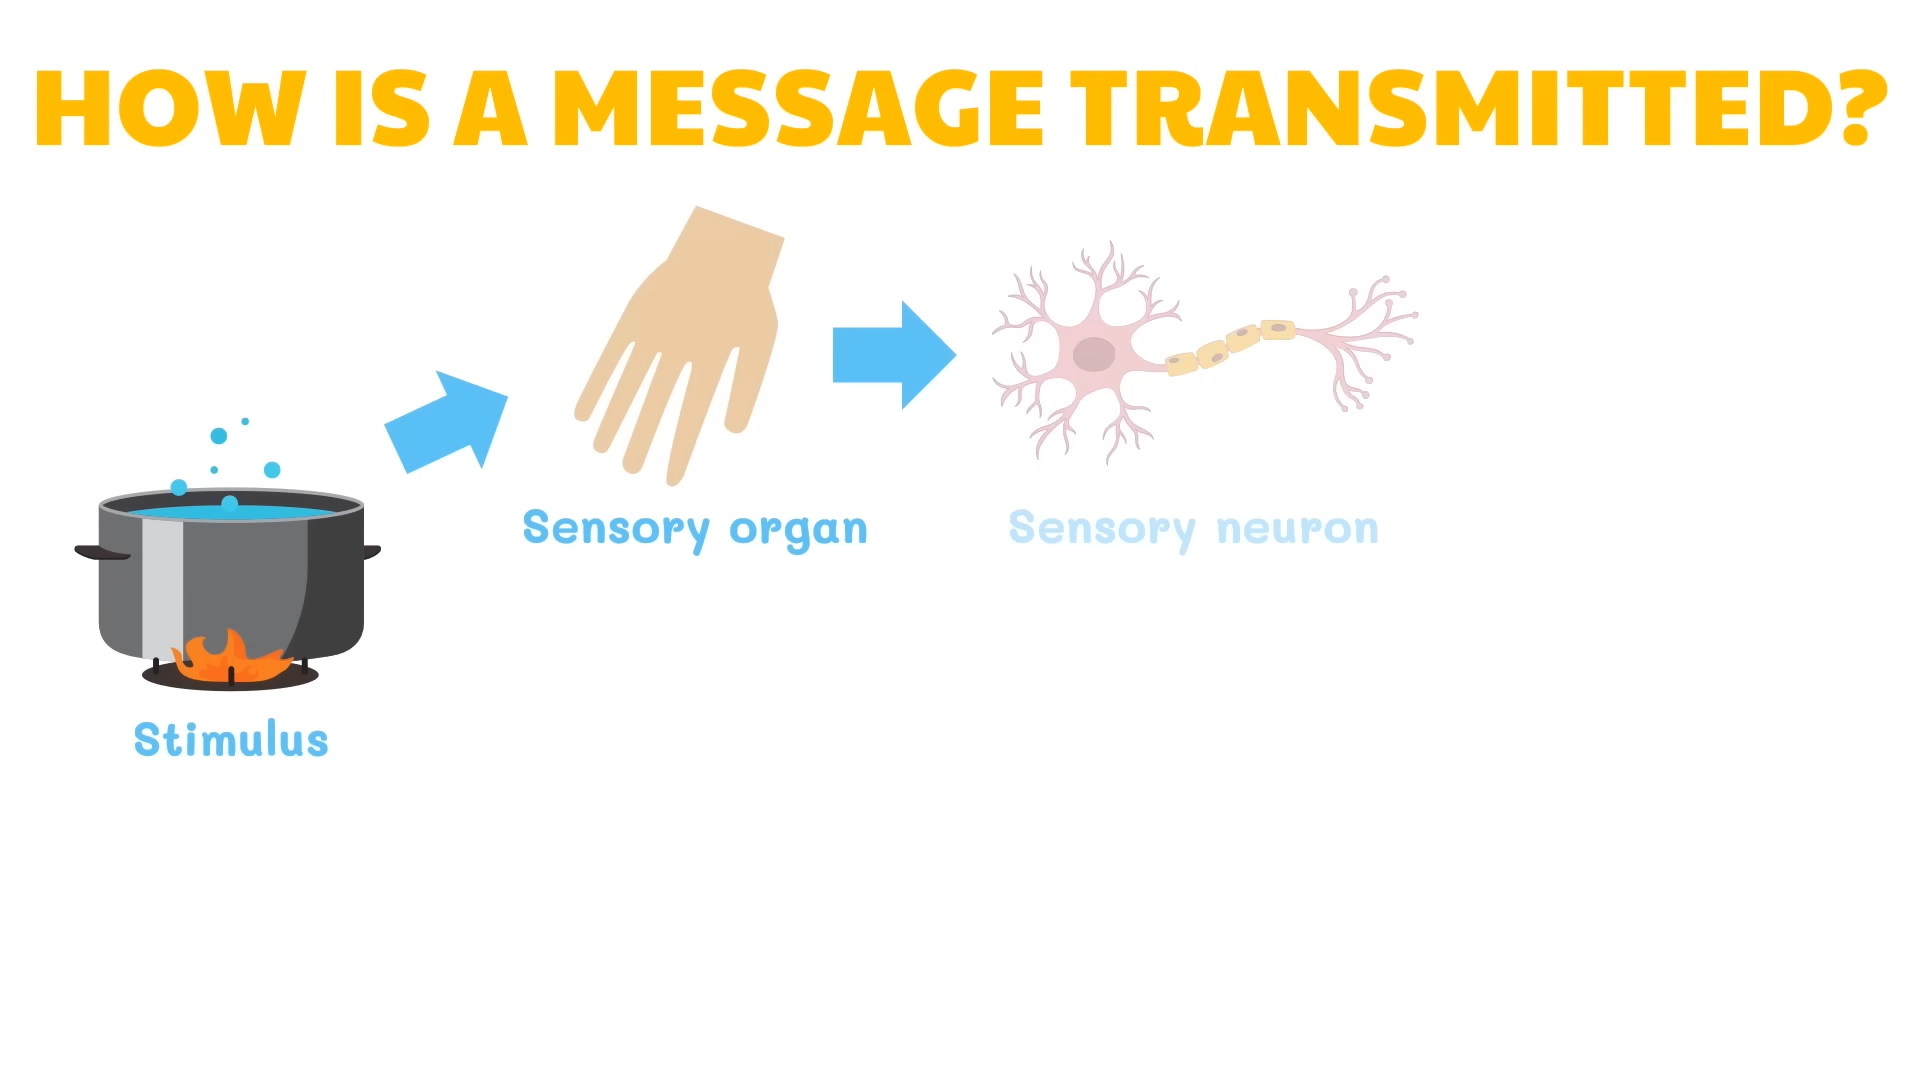 HOW IS A MESSAGE TRANSMITTED?
Sensory organ
Sensory neuron
Stimulus